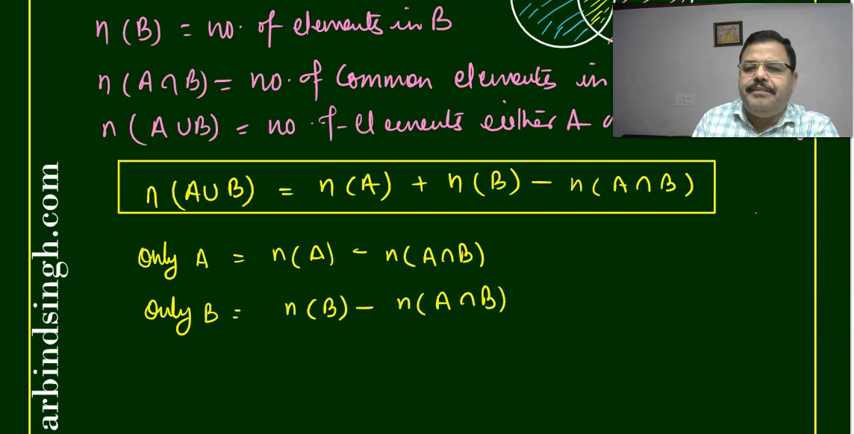 n(B) = no. of elements in B
n(A∩B) = no. of Common elements in
n(A∪B) = no. of elements either A
n(A∪B) = n(A) + n(B) − n(A∩B)
Only A = n(A) − n(A∩B)
Only B = n(B) − n(A∩B)
arbindsingh.com